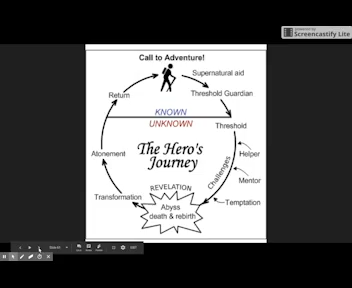 Screencastify Lite
Call to Adventure!
Supernatural aid
Threshold Guardian
Return
KNOWN
UNKNOWN
Threshold
The Hero's
Journey
Helper
Atonement
Challenges
Mentor
REVELATION
Transformation
Temptation
Abyss
death & rebirth